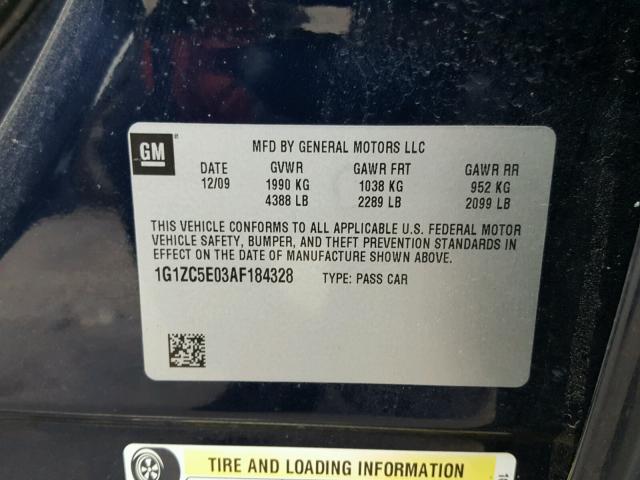 GM
MFD BY GENERAL MOTORS LLC
DATE GVWR GAWR FRT GAWR RR
12/09 1990 KG 1038 KG 952 KG
4388 LB 2289 LB 2099 LB
THIS VEHICLE CONFORMS TO ALL APPLICABLE U.S. FEDERAL MOTOR
VEHICLE SAFETY, BUMPER, AND THEFT PREVENTION STANDARDS IN
EFFECT ON THE DATE OF MANUFACTURE SHOWN ABOVE.
1G1ZC5E03AF184328 TYPE: PASS CAR
TIRE AND LOADING INFORMATION